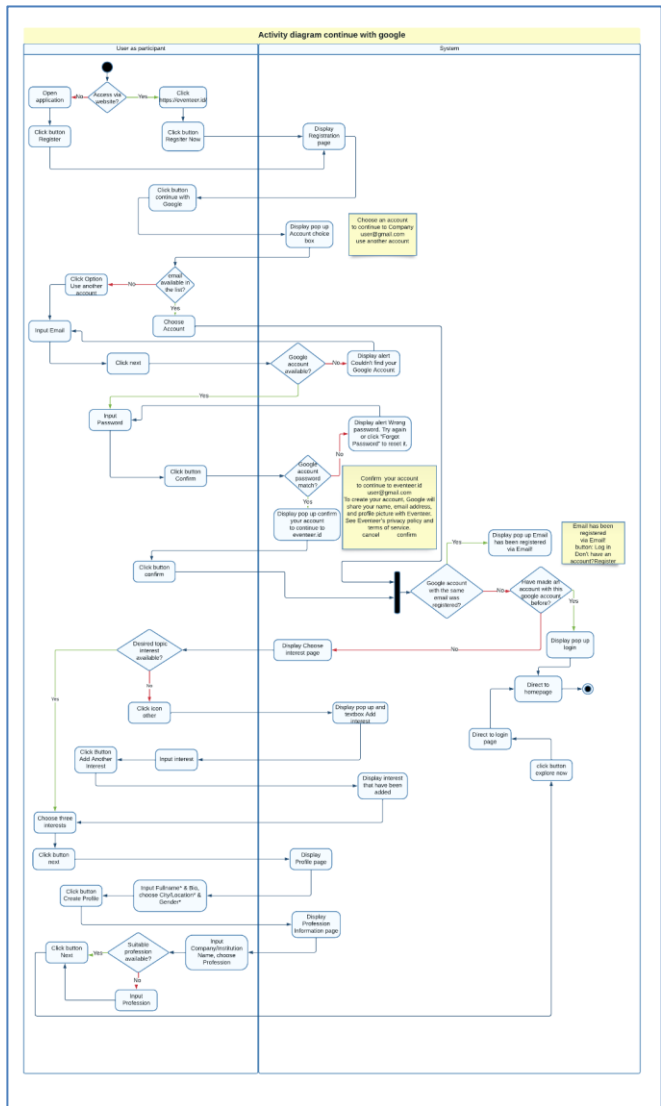 Activity diagram continue with google
User as participant
System
Open
application
No
Access via
website?
Yes
Click
https://eventeer.id/
Click button
Register
Click button
Register Now
Display
Registration
page
Click button
continue with
Google
Display pop up
Account choice
box
Choose an account
to continue to Company
user@gmail.com
use another account
Click Option
Use another
account
No
email
available in
the list?
Yes
Choose
Account
Input Email
Click next
Google
account
available?
No
Display alert
Couldn't find your
Google Account
Yes
Input
Password
Display alert Wrong
password. Try again
or click "Forgot
Password" to reset it.
No
Click button
Confirm
Google
account
password
match?
Yes
Confirm your account
to continue to eventeer.id
user@gmail.com
To create your account, Google will
share your name, email address,
and profile picture with Eventeer.
See Eventeer's privacy policy and
terms of service.
cancel confirm
Display pop up confirm
your account
to continue to
eventeer.id
Click button
confirm
Yes
Display pop up Email
has been registered
via Email!
Email has been
registered
via Email!
button: Log in
Don't have an
account?Register
Google account
with the same
email was
registered?
No
Have made an
account with this
google account
before?
Yes
Display pop up
login
No
Display Choose
interest page
Desired topic
interest
available?
Yes
No
Direct to
homepage
Click icon
other
Display pop up and
textbox Add
interest
Direct to login
page
Click Button
Add Another
Interest
Input interest
click button
explore now
Display interest
that have been
added
Choose three
interests
Click button
next
Display
Profile page
Click button
Create Profile
Input Fullname* & Bio,
choose City/Location* &
Gender*
Display
Profession
Information page
Click button
Next
Yes
Suitable
profession
available?
Input
Company/Institution
Name, choose
Profession
No
Input
Profession